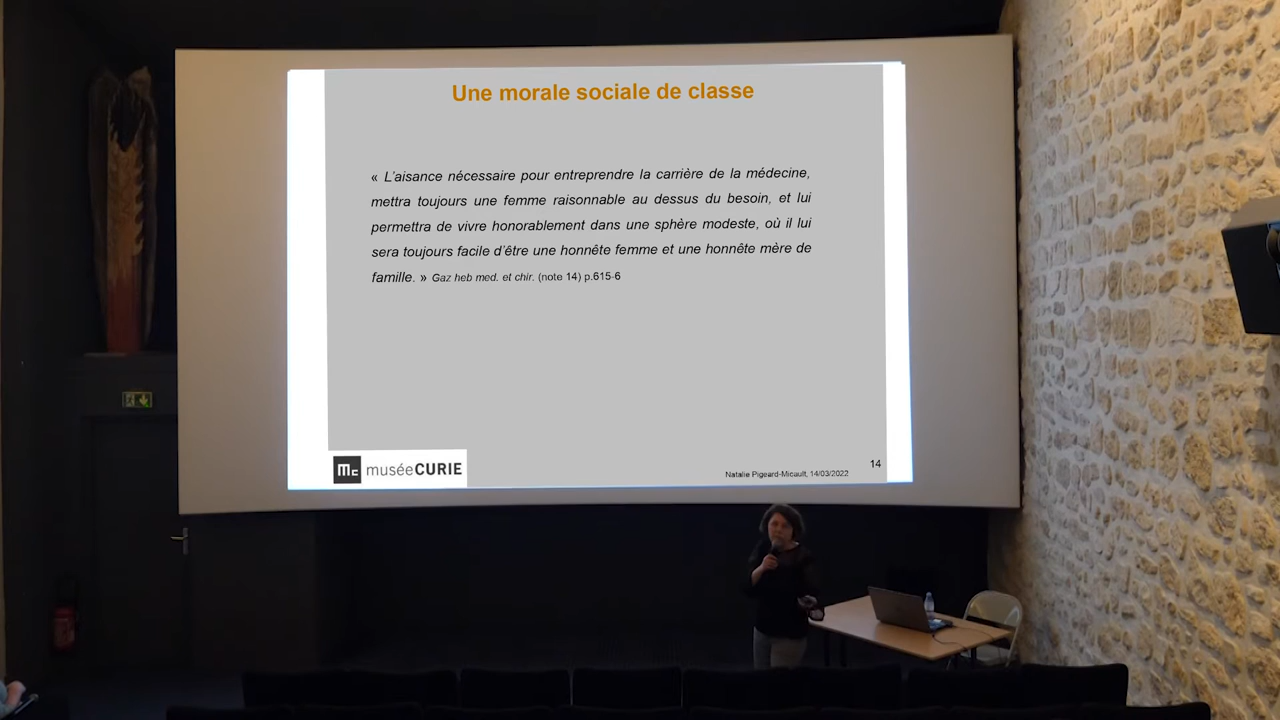 Une morale sociale de classe
« L'aisance nécessaire pour entreprendre la carrière de la médecine,
mettra toujours une femme raisonnable au dessus du besoin, et lui
permettra de vivre honorablement dans une sphère modeste, où il lui
sera toujours facile d'être une honnête femme et une honnête mère de
famille. » Gaz heb med. et chir. (note 14) p.615-6
Mc muséeCURIE
Natalie Pigeard-Micault, 14/03/2022
14